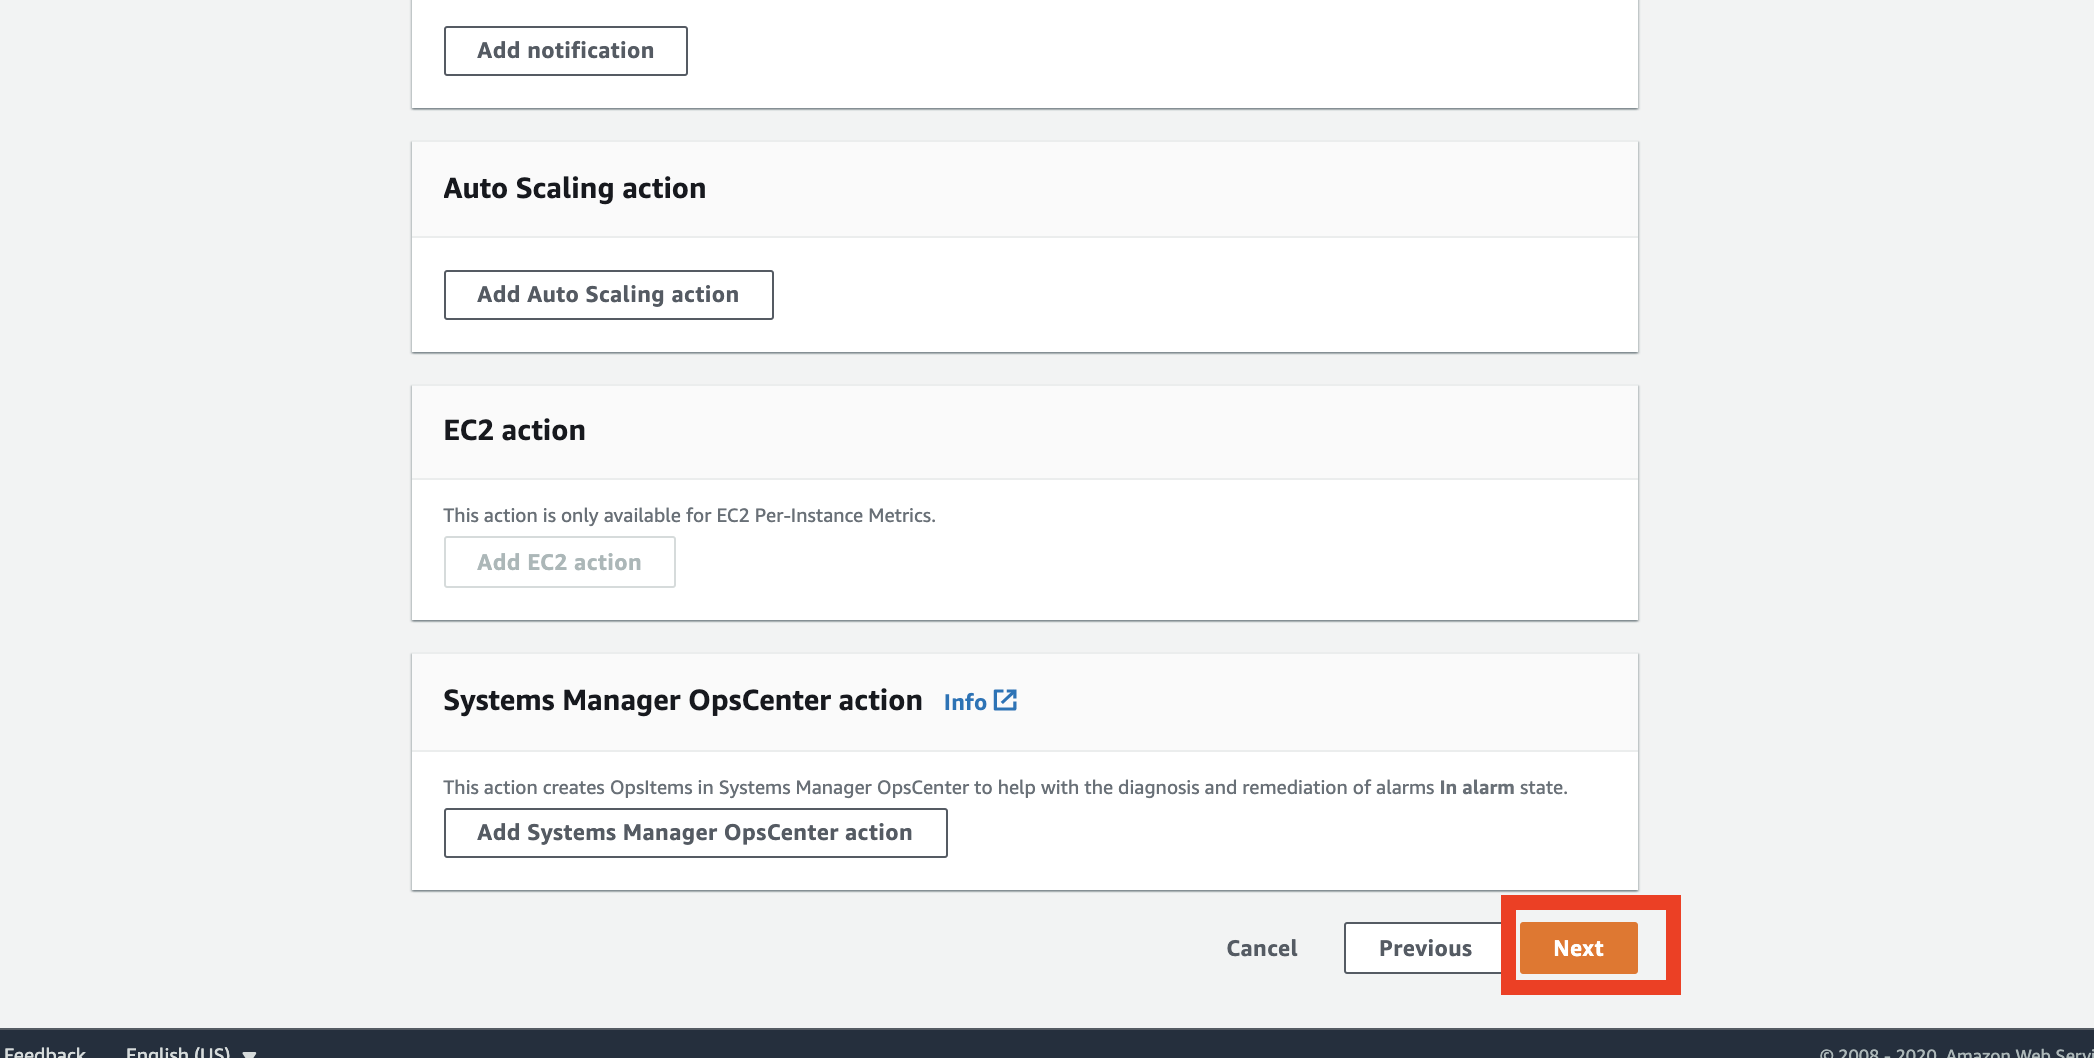 Add notification
Auto Scaling action
Add Auto Scaling action
EC2 action
This action is only available for EC2 Per-Instance Metrics.
Add EC2 action
Systems Manager OpsCenter action Info
This action creates OpsItems in Systems Manager OpsCenter to help with the diagnosis and remediation of alarms In alarm state.
Add Systems Manager OpsCenter action
Cancel Previous Next
Feedback English (US) © 2008 - 2020, Amazon Web Servi